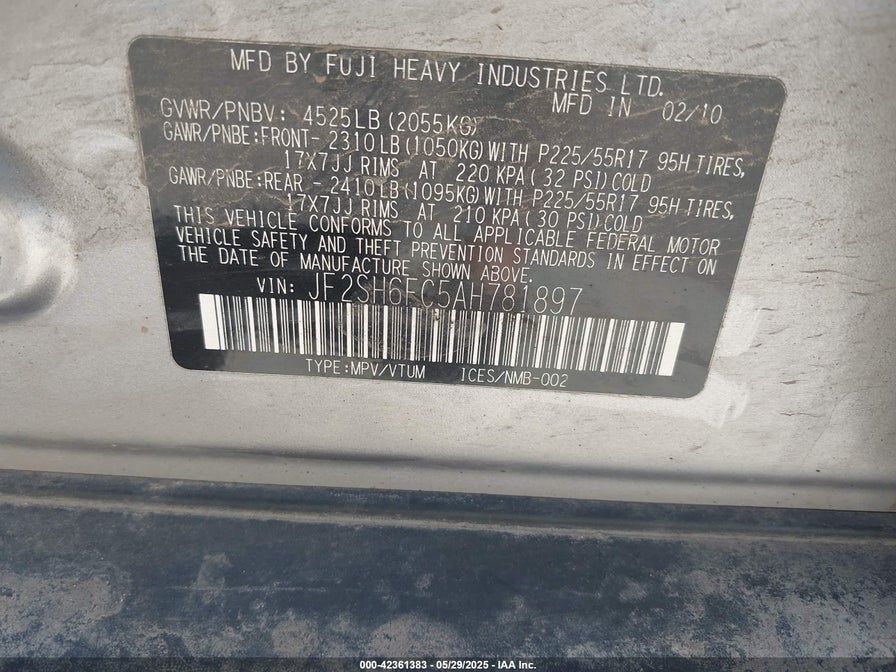 MFD BY FUJI HEAVY INDUSTRIES LTD.
MFD IN 02/10
GVWR/PNBV: 4525LB (2055KG)
GAWR/PNBE:FRONT- 2310LB (1050KG) WITH P225/55R17 95H TIRES,
17X7JJ RIMS AT 220 KPA (32 PSI) COLD
GAWR/PNBE:REAR - 2410LB (1095KG) WITH P225/55R17 95H TIRES,
17X7JJ RIMS AT 210 KPA (30 PSI) COLD
THIS VEHICLE CONFORMS TO ALL APPLICABLE FEDERAL MOTOR
VEHICLE SAFETY AND THEFT PREVENTION STANDARDS IN EFFECT ON
THE DATE OF MANUFACTURE SHOWN ABOVE.
VIN: JF2SH6FC5AH781897
TYPE:MPV/VTUM ICES/NMB-002
000-42361383 - 05/29/2025 - IAA Inc.